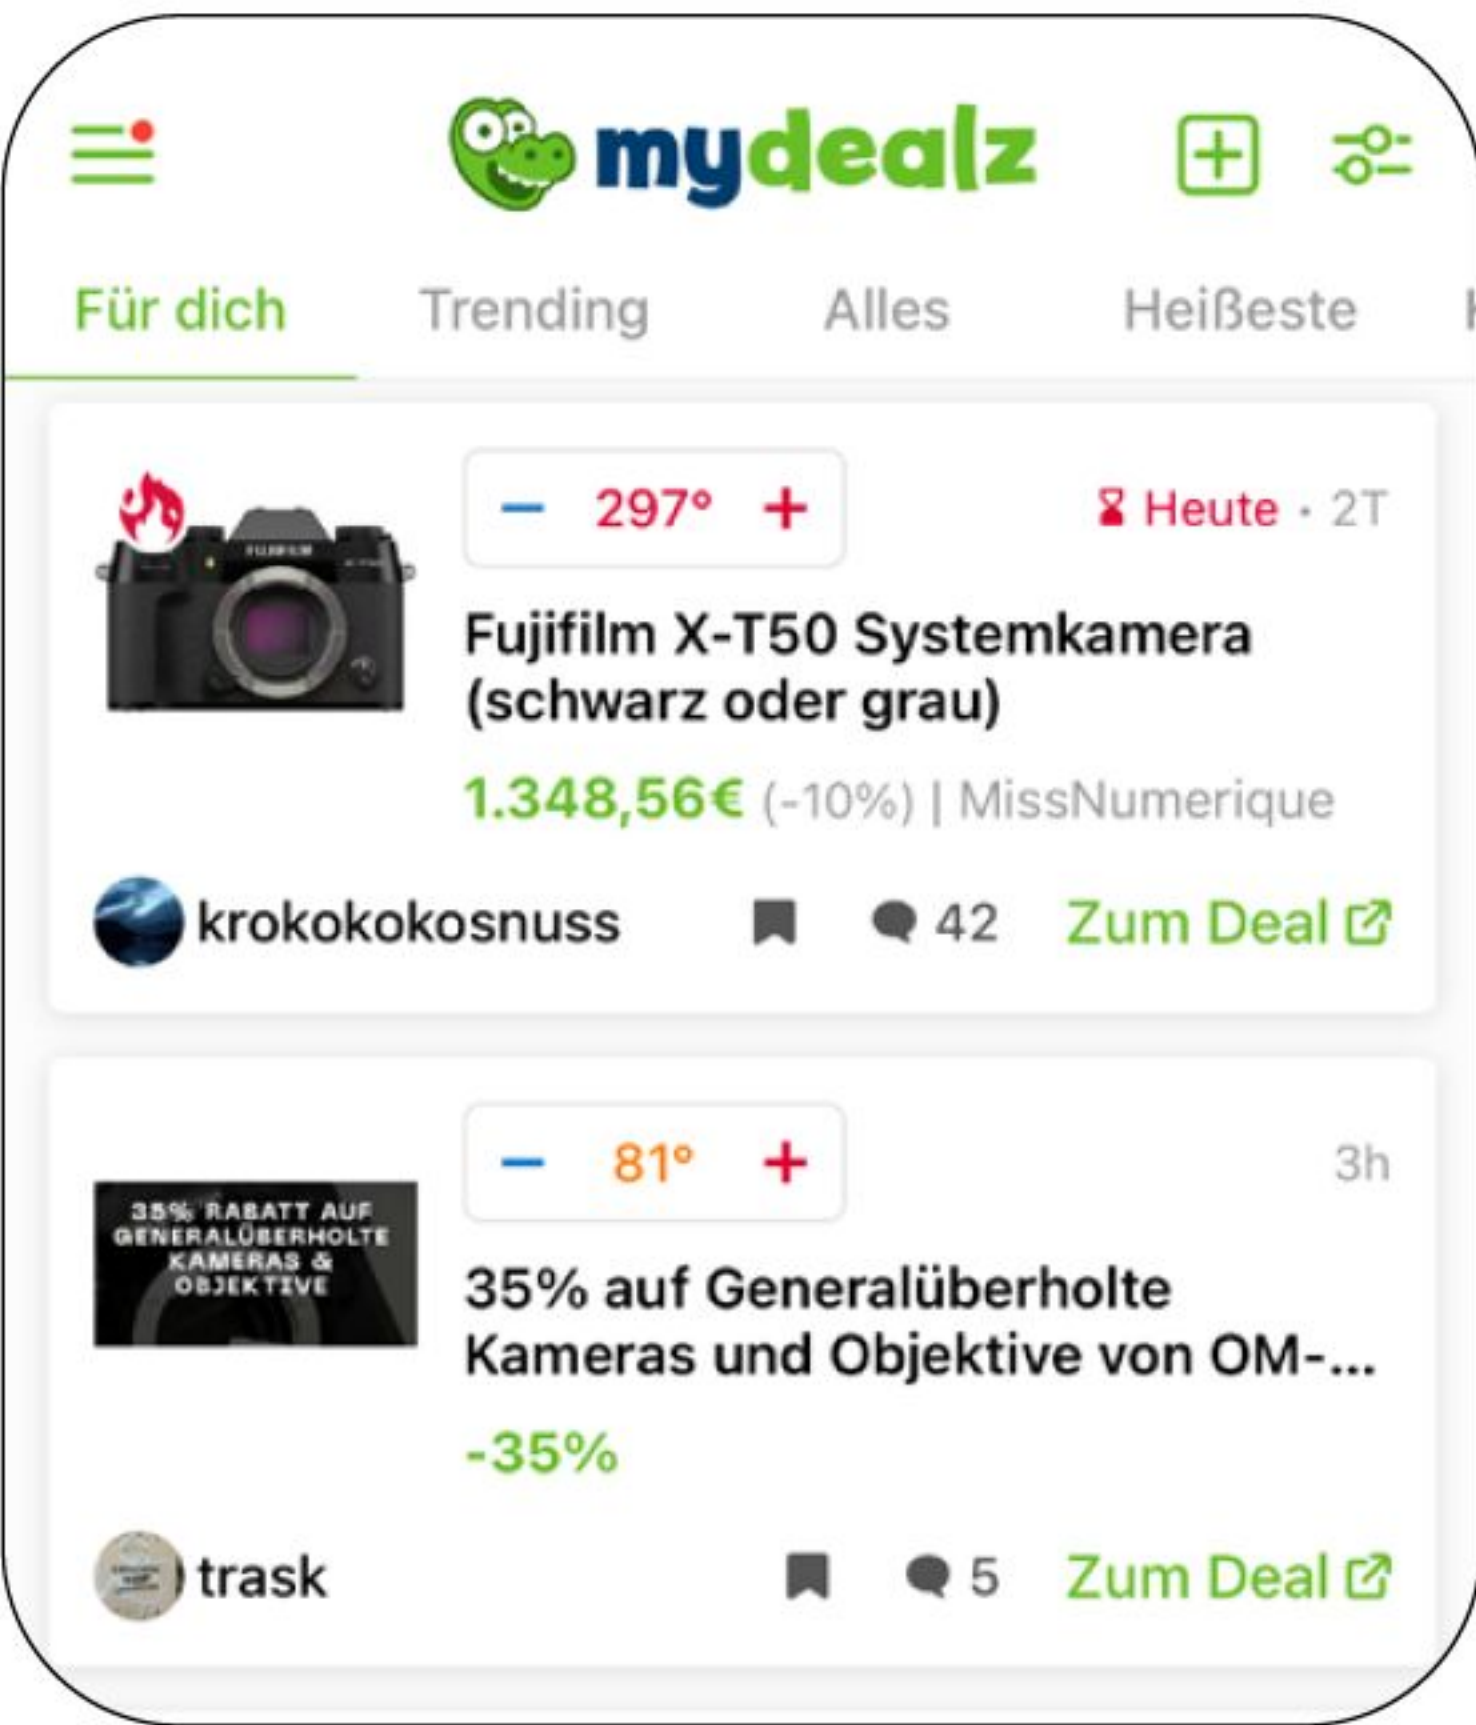 mydealz
Für dich Trending Alles Heißeste
FUJIFILM
297° Heute · 2T
Fujifilm X-T50 Systemkamera
(schwarz oder grau)
1.348,56€ (-10%) | MissNumerique
krokokokosnuss 42 Zum Deal
81° 3h
35% RABATT AUF
GENERALÜBERHOLTE
KAMERAS &
OBJEKTIVE
35% auf Generalüberholte
Kameras und Objektive von OM-...
-35%
trask 5 Zum Deal